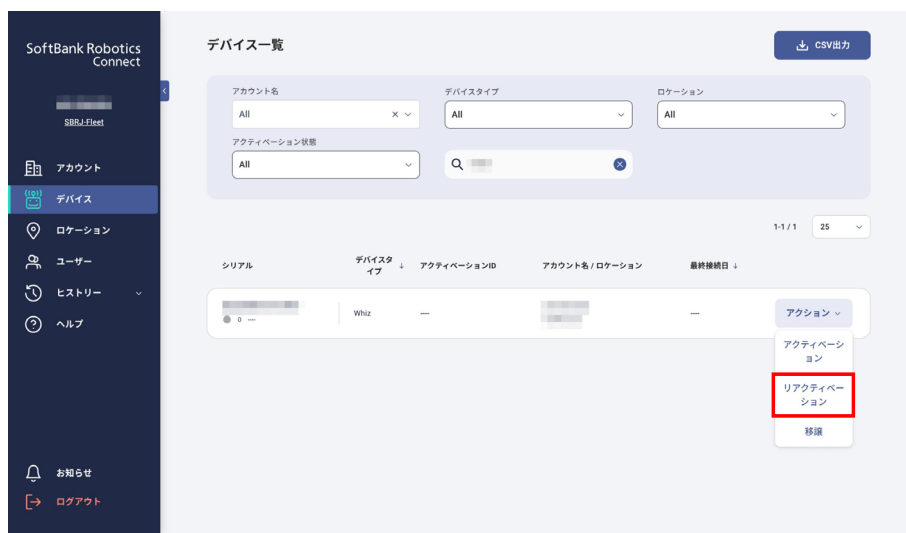 SoftBank Robotics
Connect
SBRJ-Fleet
アカウント
デバイス
ロケーション
ユーザー
ヒストリー
ヘルプ
お知らせ
ログアウト
デバイス一覧
CSV出力
アカウント名
デバイスタイプ
ロケーション
All
All
All
アクティベーション状態
All
1-1 / 1
25
シリアル
デバイスタ
イプ
アクティベーションID
アカウント名 / ロケーション
最終接続日
0 ---
Whiz
---
---
アクション
アクティベーシ
ョン
リアクティベー
ション
移譲